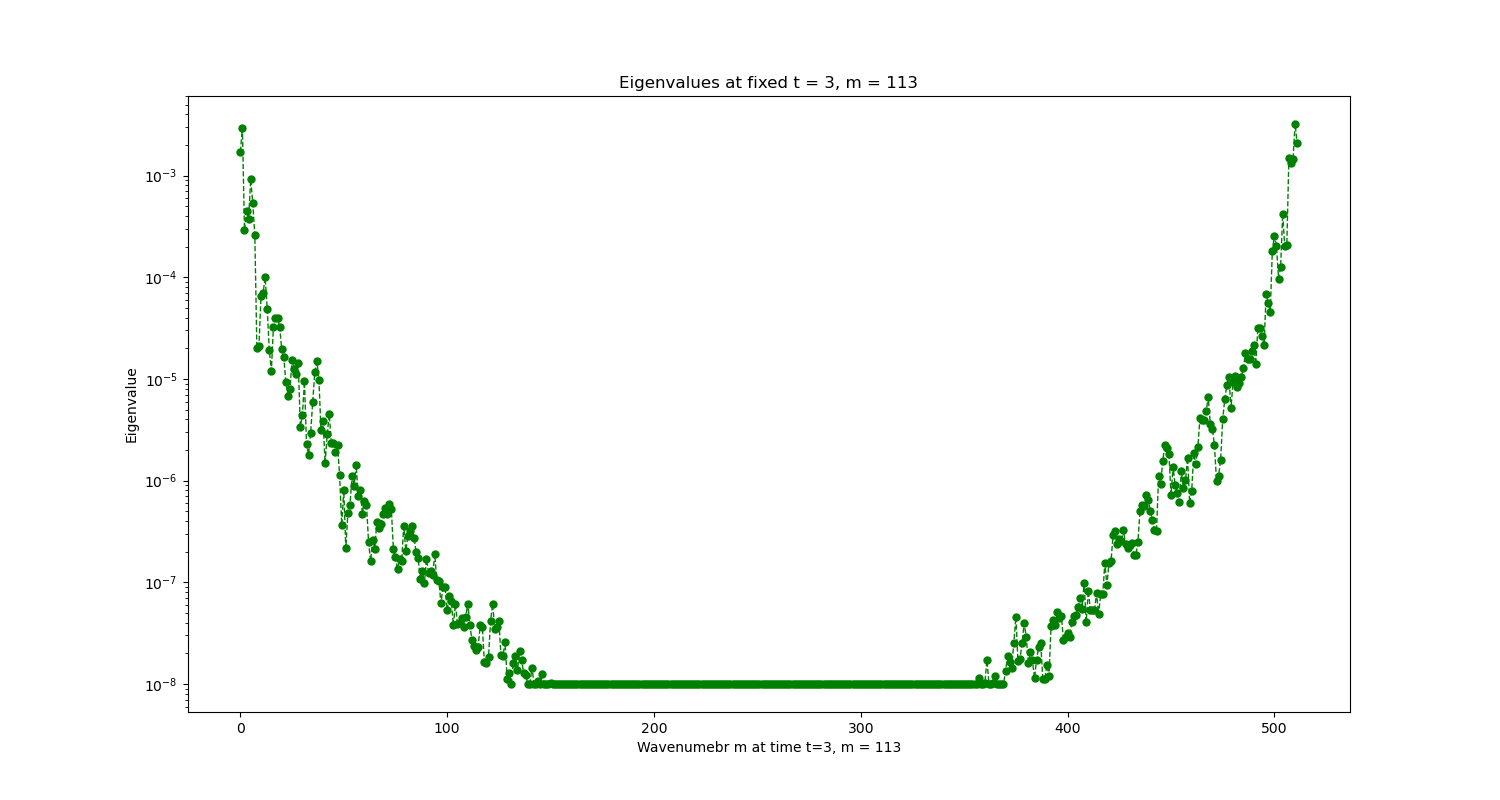 Eigenvalues at fixed t = 3, m = 113
10⁻³
10⁻⁴
10⁻⁵
10⁻⁶
10⁻⁷
10⁻⁸
Eigenvalue
0 100 200 300 400 500
Wavenumebr m at time t=3, m = 113